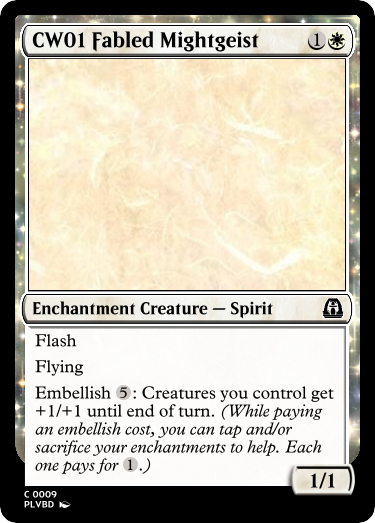 CW01 Fabled Mightgeist 1
Enchantment Creature — Spirit
Flash
Flying
Embellish 5: Creatures you control get
+1/+1 until end of turn. (While paying
an embellish cost, you can tap and/or
sacrifice your enchantments to help. Each
one pays for 1.)
1/1
C 0009
PLVBD